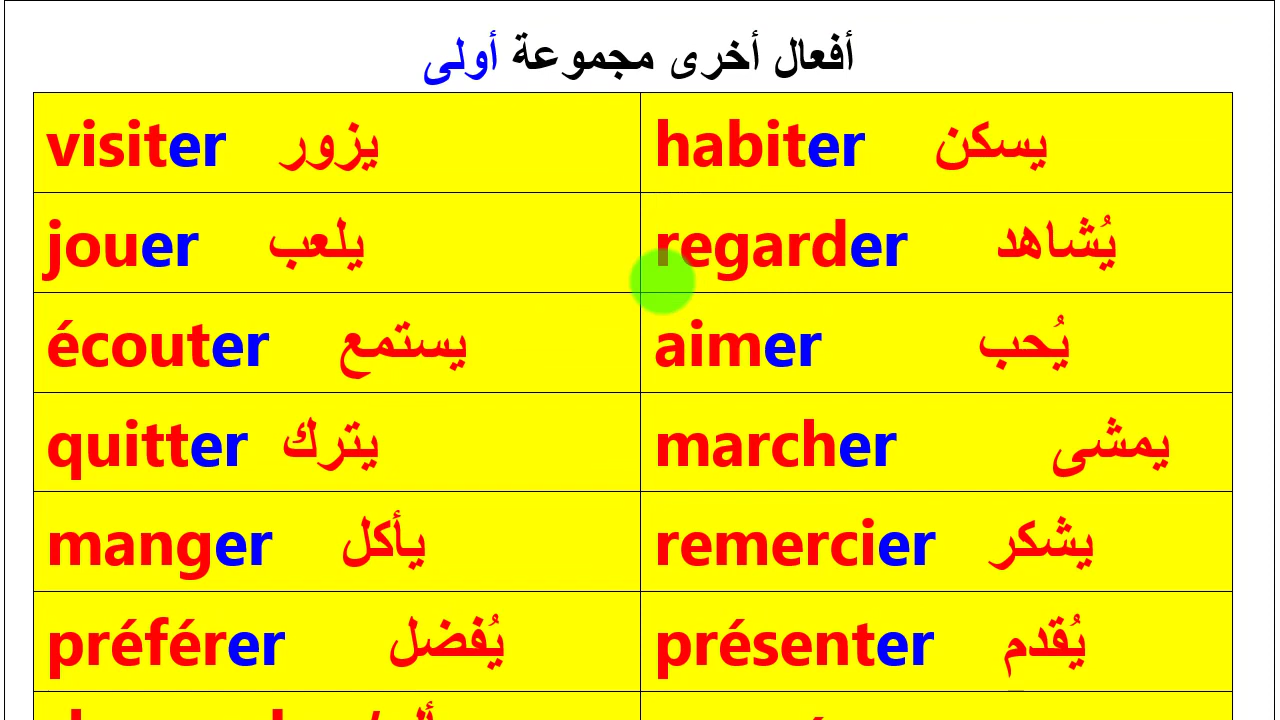 أفعال أخرى مجموعة أولى
visiter يزور habiter يسكن
jouer يلعب regarder يُشاهد
écouter يستمع aimer يُحب
quitter يترك marcher يمشى
manger يأكل remercier يشكر
préférer يُفضل présenter يُقدم